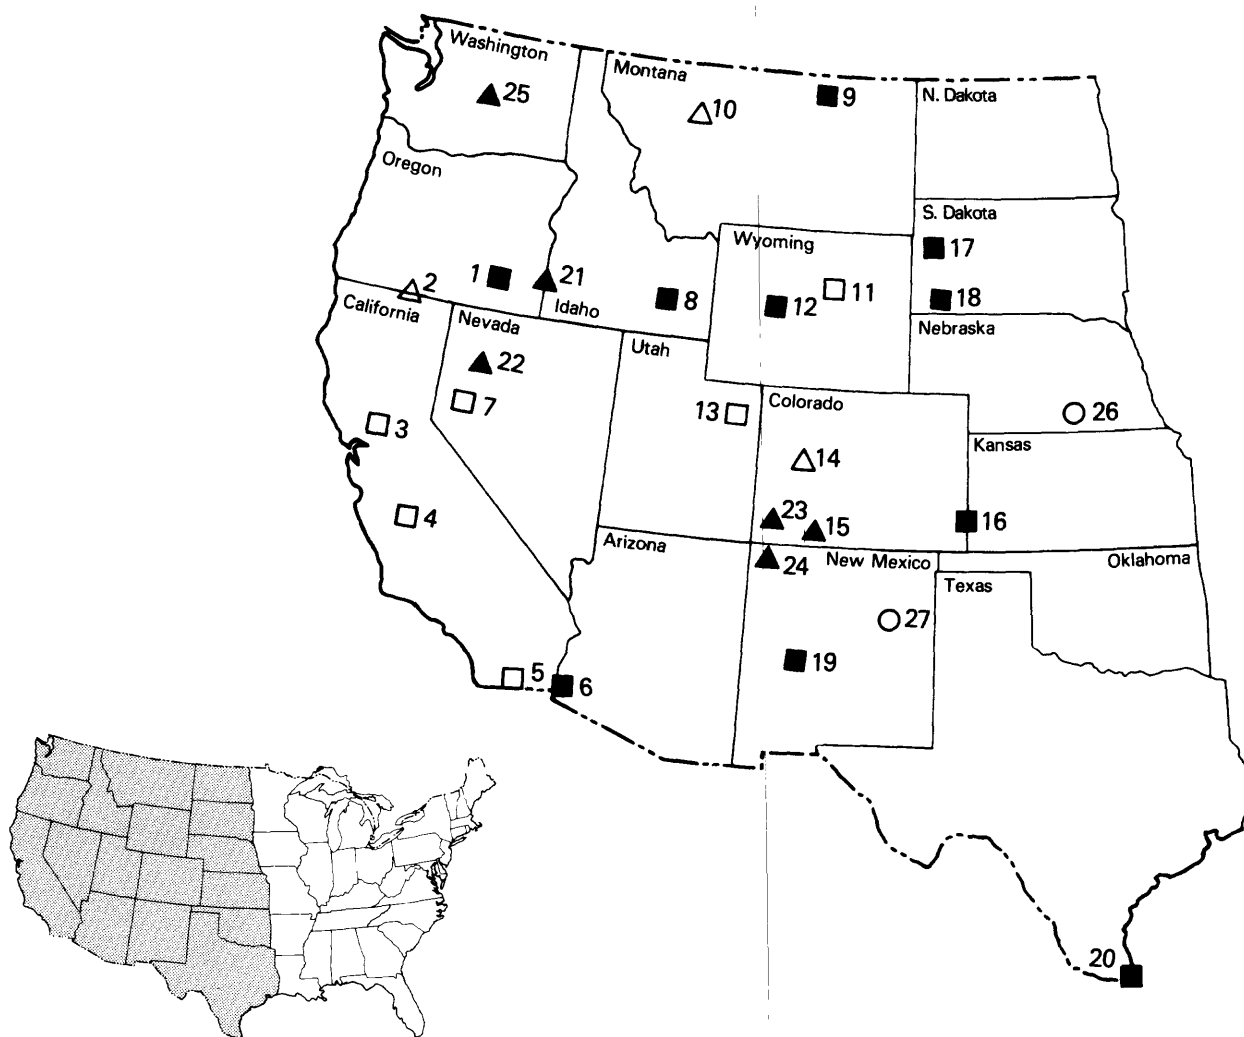 Washington
25
Montana
10
9
N. Dakota
Oregon
S. Dakota
17
Wyoming
1
2
21
8
12
11
18
California
Idaho
Nevada
Nebraska
22
Utah
7
13
Colorado
26
3
14
Kansas
4
23
15
16
Arizona
24
New Mexico
Oklahoma
Texas
27
19
5
6
20